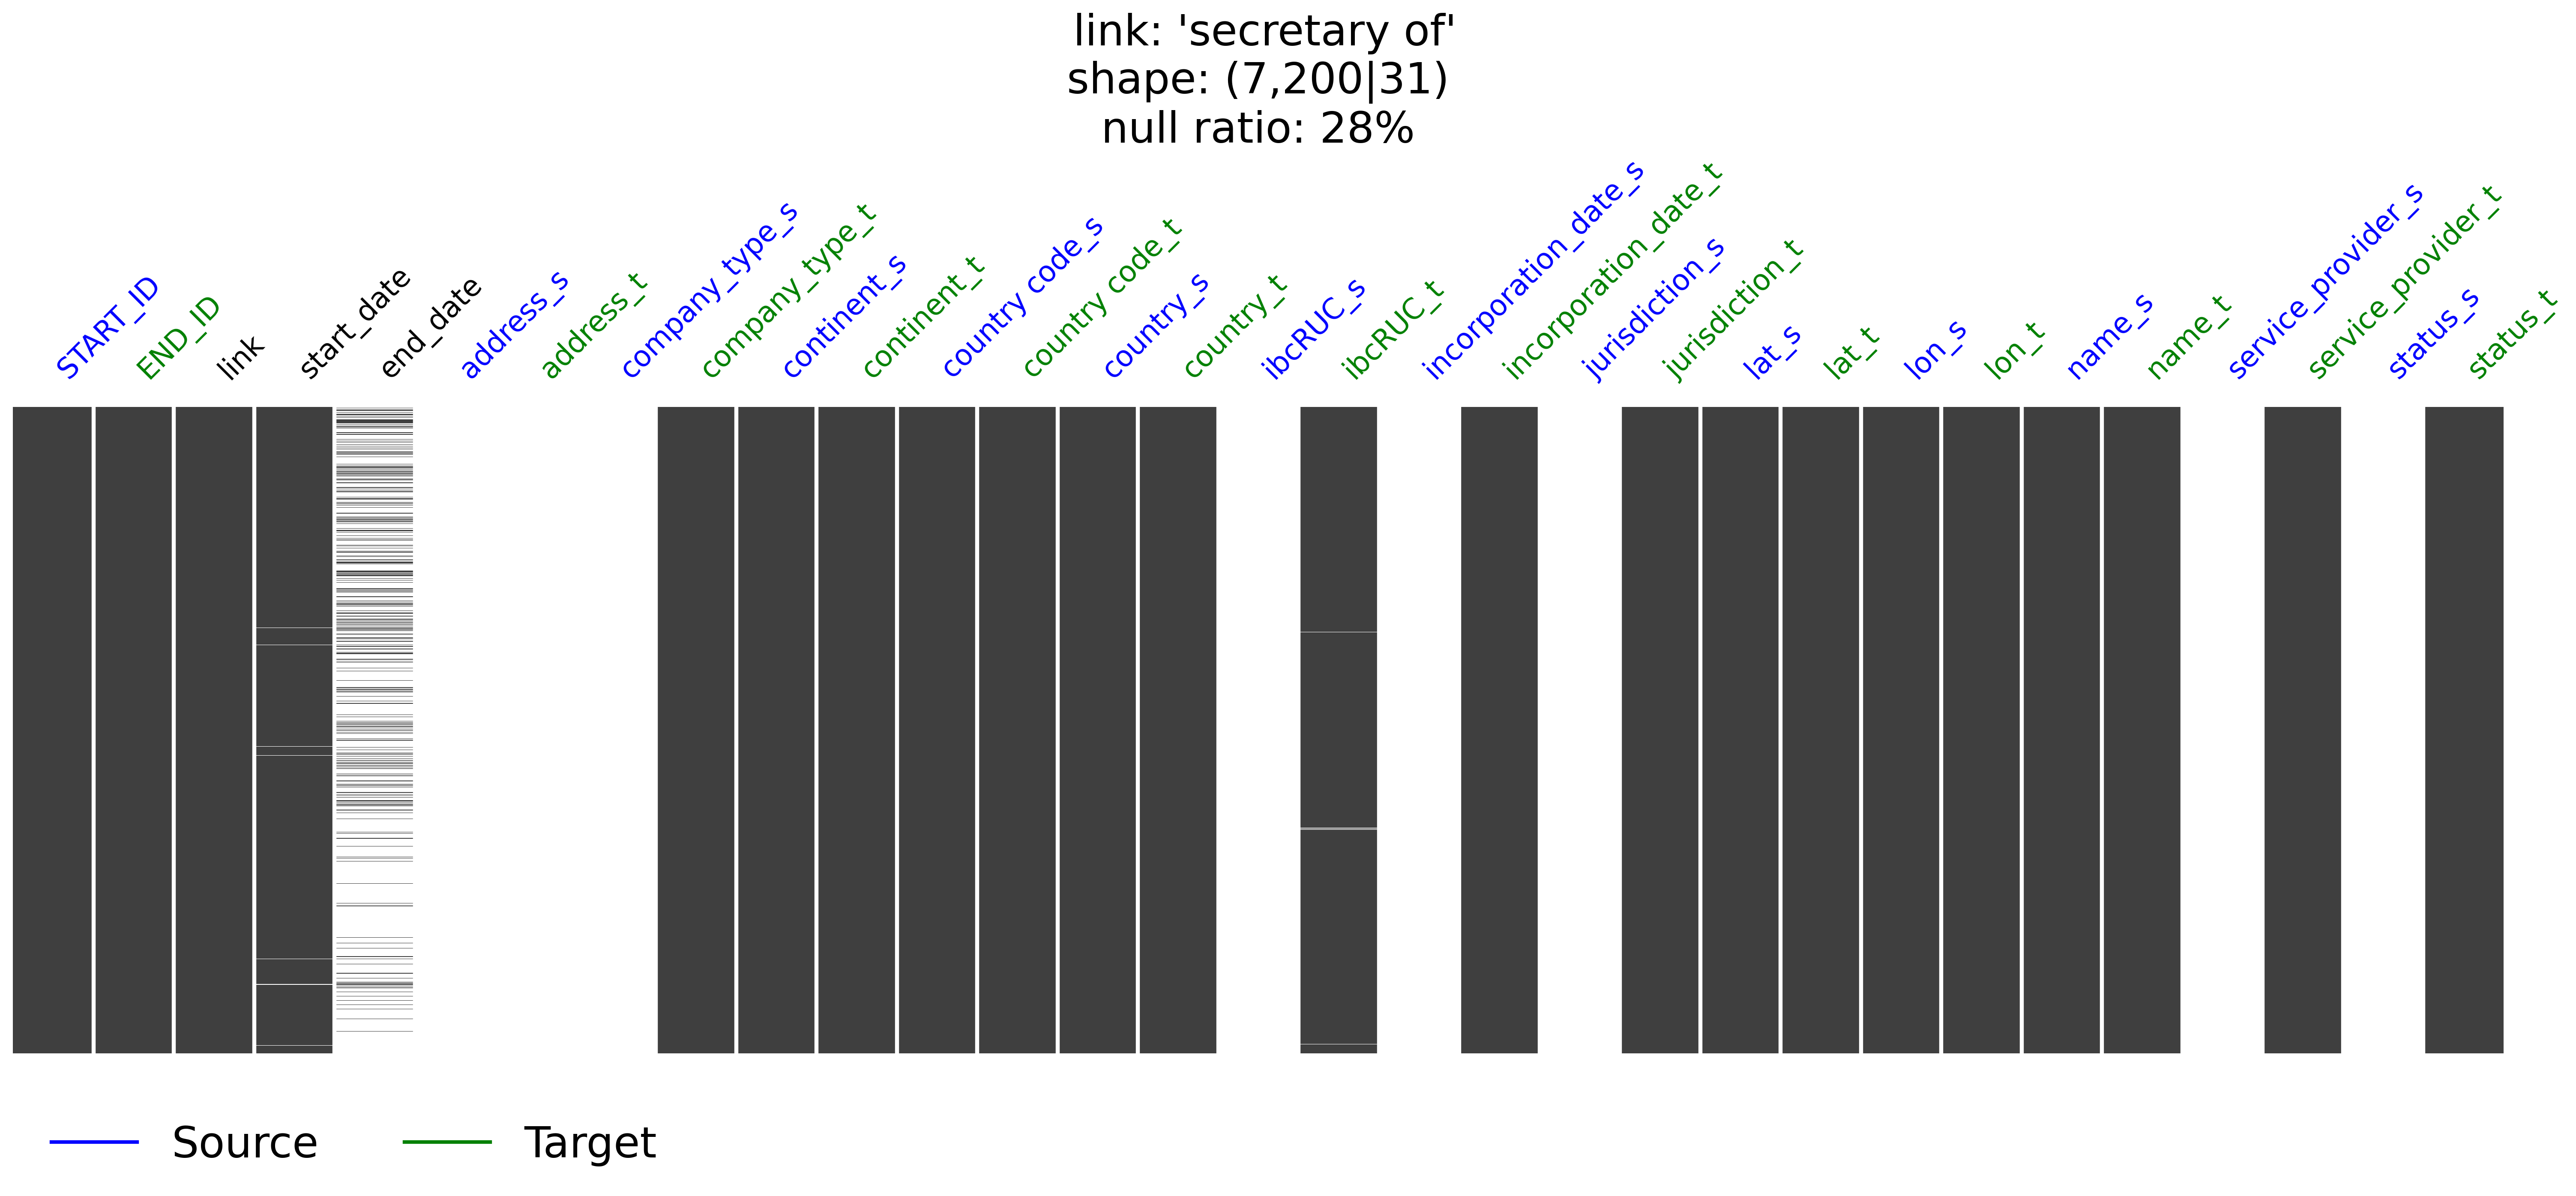 link: 'secretary of'
shape: (7,200|31)
null ratio: 28%
START_ID
END_ID
link
start_date
end_date
address_s
address_t
company_type_s
company_type_t
continent_s
continent_t
country code_s
country code_t
country_s
country_t
ibcRUC_s
ibcRUC_t
incorporation_date_s
incorporation_date_t
jurisdiction_s
jurisdiction_t
lat_s
lat_t
lon_s
lon_t
name_s
name_t
service_provider_s
service_provider_t
status_s
status_t
Source
Target